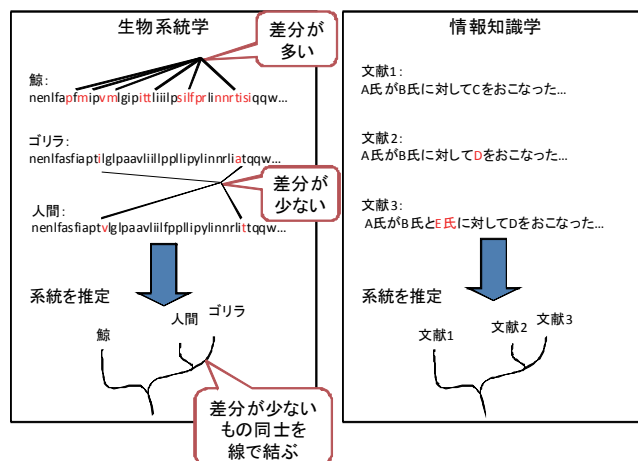 生物系統学
差分が
多い
鯨:
nenlfapfmipvmlgipittliiilpsilfprlinnrtisiqqw…
ゴリラ:
nenlfasfiaptilglpaavliillppllipylinnrliatqqw…
差分が
少ない
人間:
nenlfasfiaptvlglpaavliilfppllipylinnrlittqqw…
系統を推定
鯨
人間
ゴリラ
差分が少ない
もの同士を
線で結ぶ
情報知識学
文献1:
A氏がB氏に対してCをおこなった…
文献2:
A氏がB氏に対してDをおこなった…
文献3:
A氏がB氏とE氏に対してDをおこなった…
系統を推定
文献1
文献2
文献3